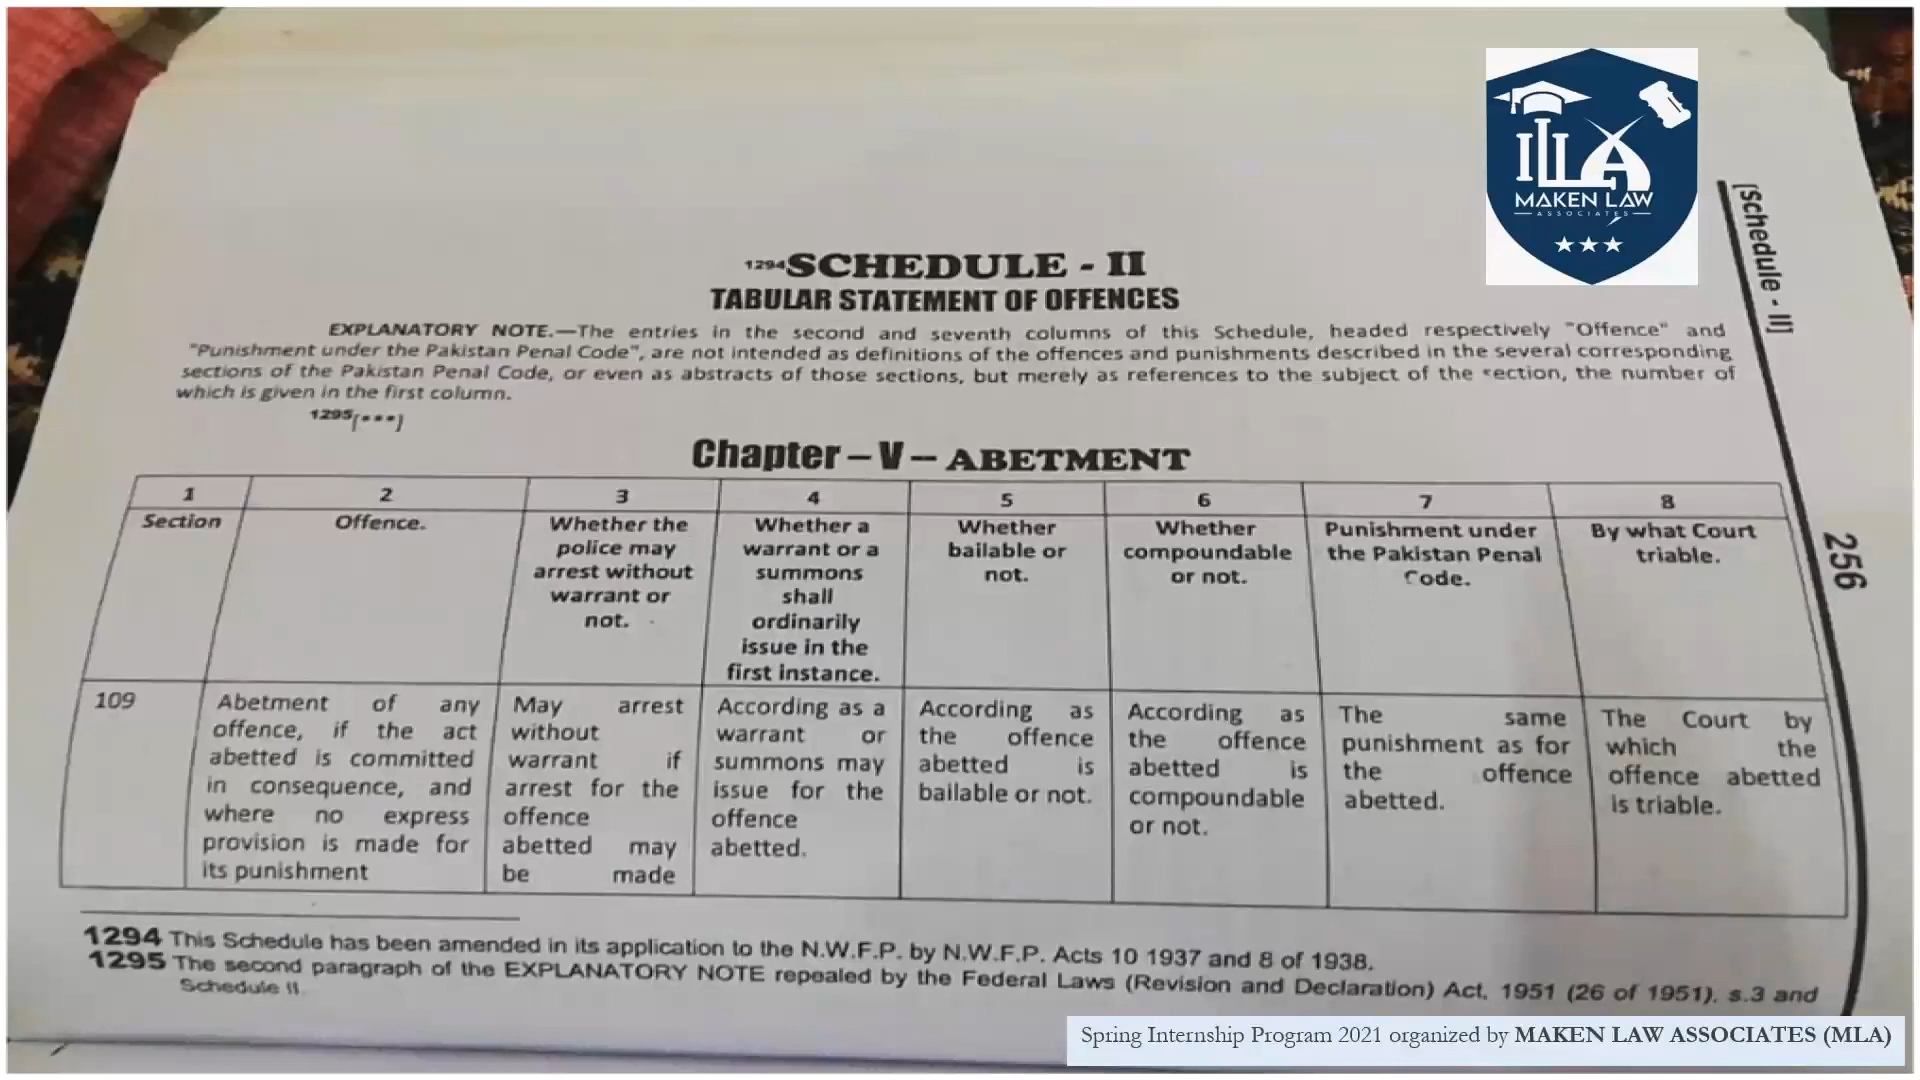 MAKEN LAW
ASSOCIATES
[Schedule - II]
256
1294SCHEDULE - II
TABULAR STATEMENT OF OFFENCES
EXPLANATORY NOTE.—The entries in the second and seventh columns of this Schedule, headed respectively "Offence" and
"Punishment under the Pakistan Penal Code", are not intended as definitions of the offences and punishments described in the several corresponding
sections of the Pakistan Penal Code, or even as abstracts of those sections, but merely as references to the subject of the section, the number of
which is given in the first column.
1295[***]
Chapter – V – ABETMENT
1
Section
2
Offence.
3
Whether the
police may
arrest without
warrant or
not.
4
Whether a
warrant or a
summons
shall
ordinarily
issue in the
first instance.
5
Whether
bailable or
not.
6
Whether
compoundable
or not.
7
Punishment under
the Pakistan Penal
Code.
8
By what Court
triable.
109
Abetment of any
offence, if the act
abetted is committed
in consequence, and
where no express
provision is made for
its punishment
May arrest
without
warrant if
arrest for the
offence
abetted may
be made
According as a
warrant or
summons may
issue for the
offence
abetted.
According as
the offence
abetted is
bailable or not.
According as
the offence
abetted is
compoundable
or not.
The same
punishment as for
the offence
abetted.
The Court by
which the
offence abetted
is triable.
1294 This Schedule has been amended in its application to the N.W.F.P. by N.W.F.P. Acts 10 1937 and 8 of 1938.
1295 The second paragraph of the EXPLANATORY NOTE repealed by the Federal Laws (Revision and Declaration) Act, 1951 (26 of 1951), s.3 and
Schedule II.
Spring Internship Program 2021 organized by MAKEN LAW ASSOCIATES (MLA)